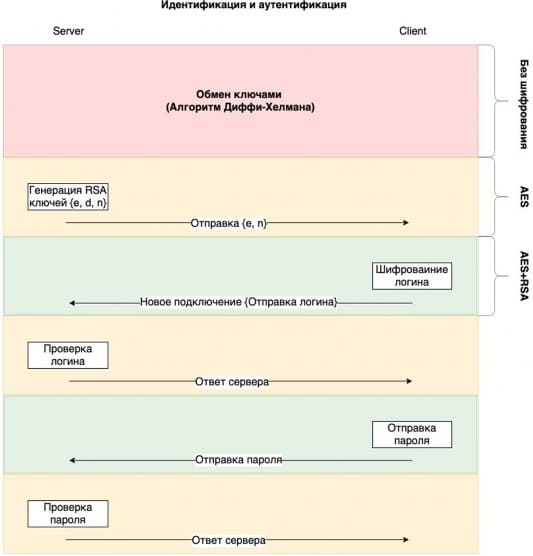 Идентификация и аутентификация
Server
Client
Обмен ключами
(Алгоритм Диффи-Хелмана)
Без шифрования
Генерация RSA
ключей {e, d, n}
Отправка {e, n}
AES
Шифроваиние
логина
Новое подключение {Отправка логина}
AES+RSA
Проверка
логина
Ответ сервера
Отправка
пароля
Отправка пароля
Проверка
пароля
Ответ сервера